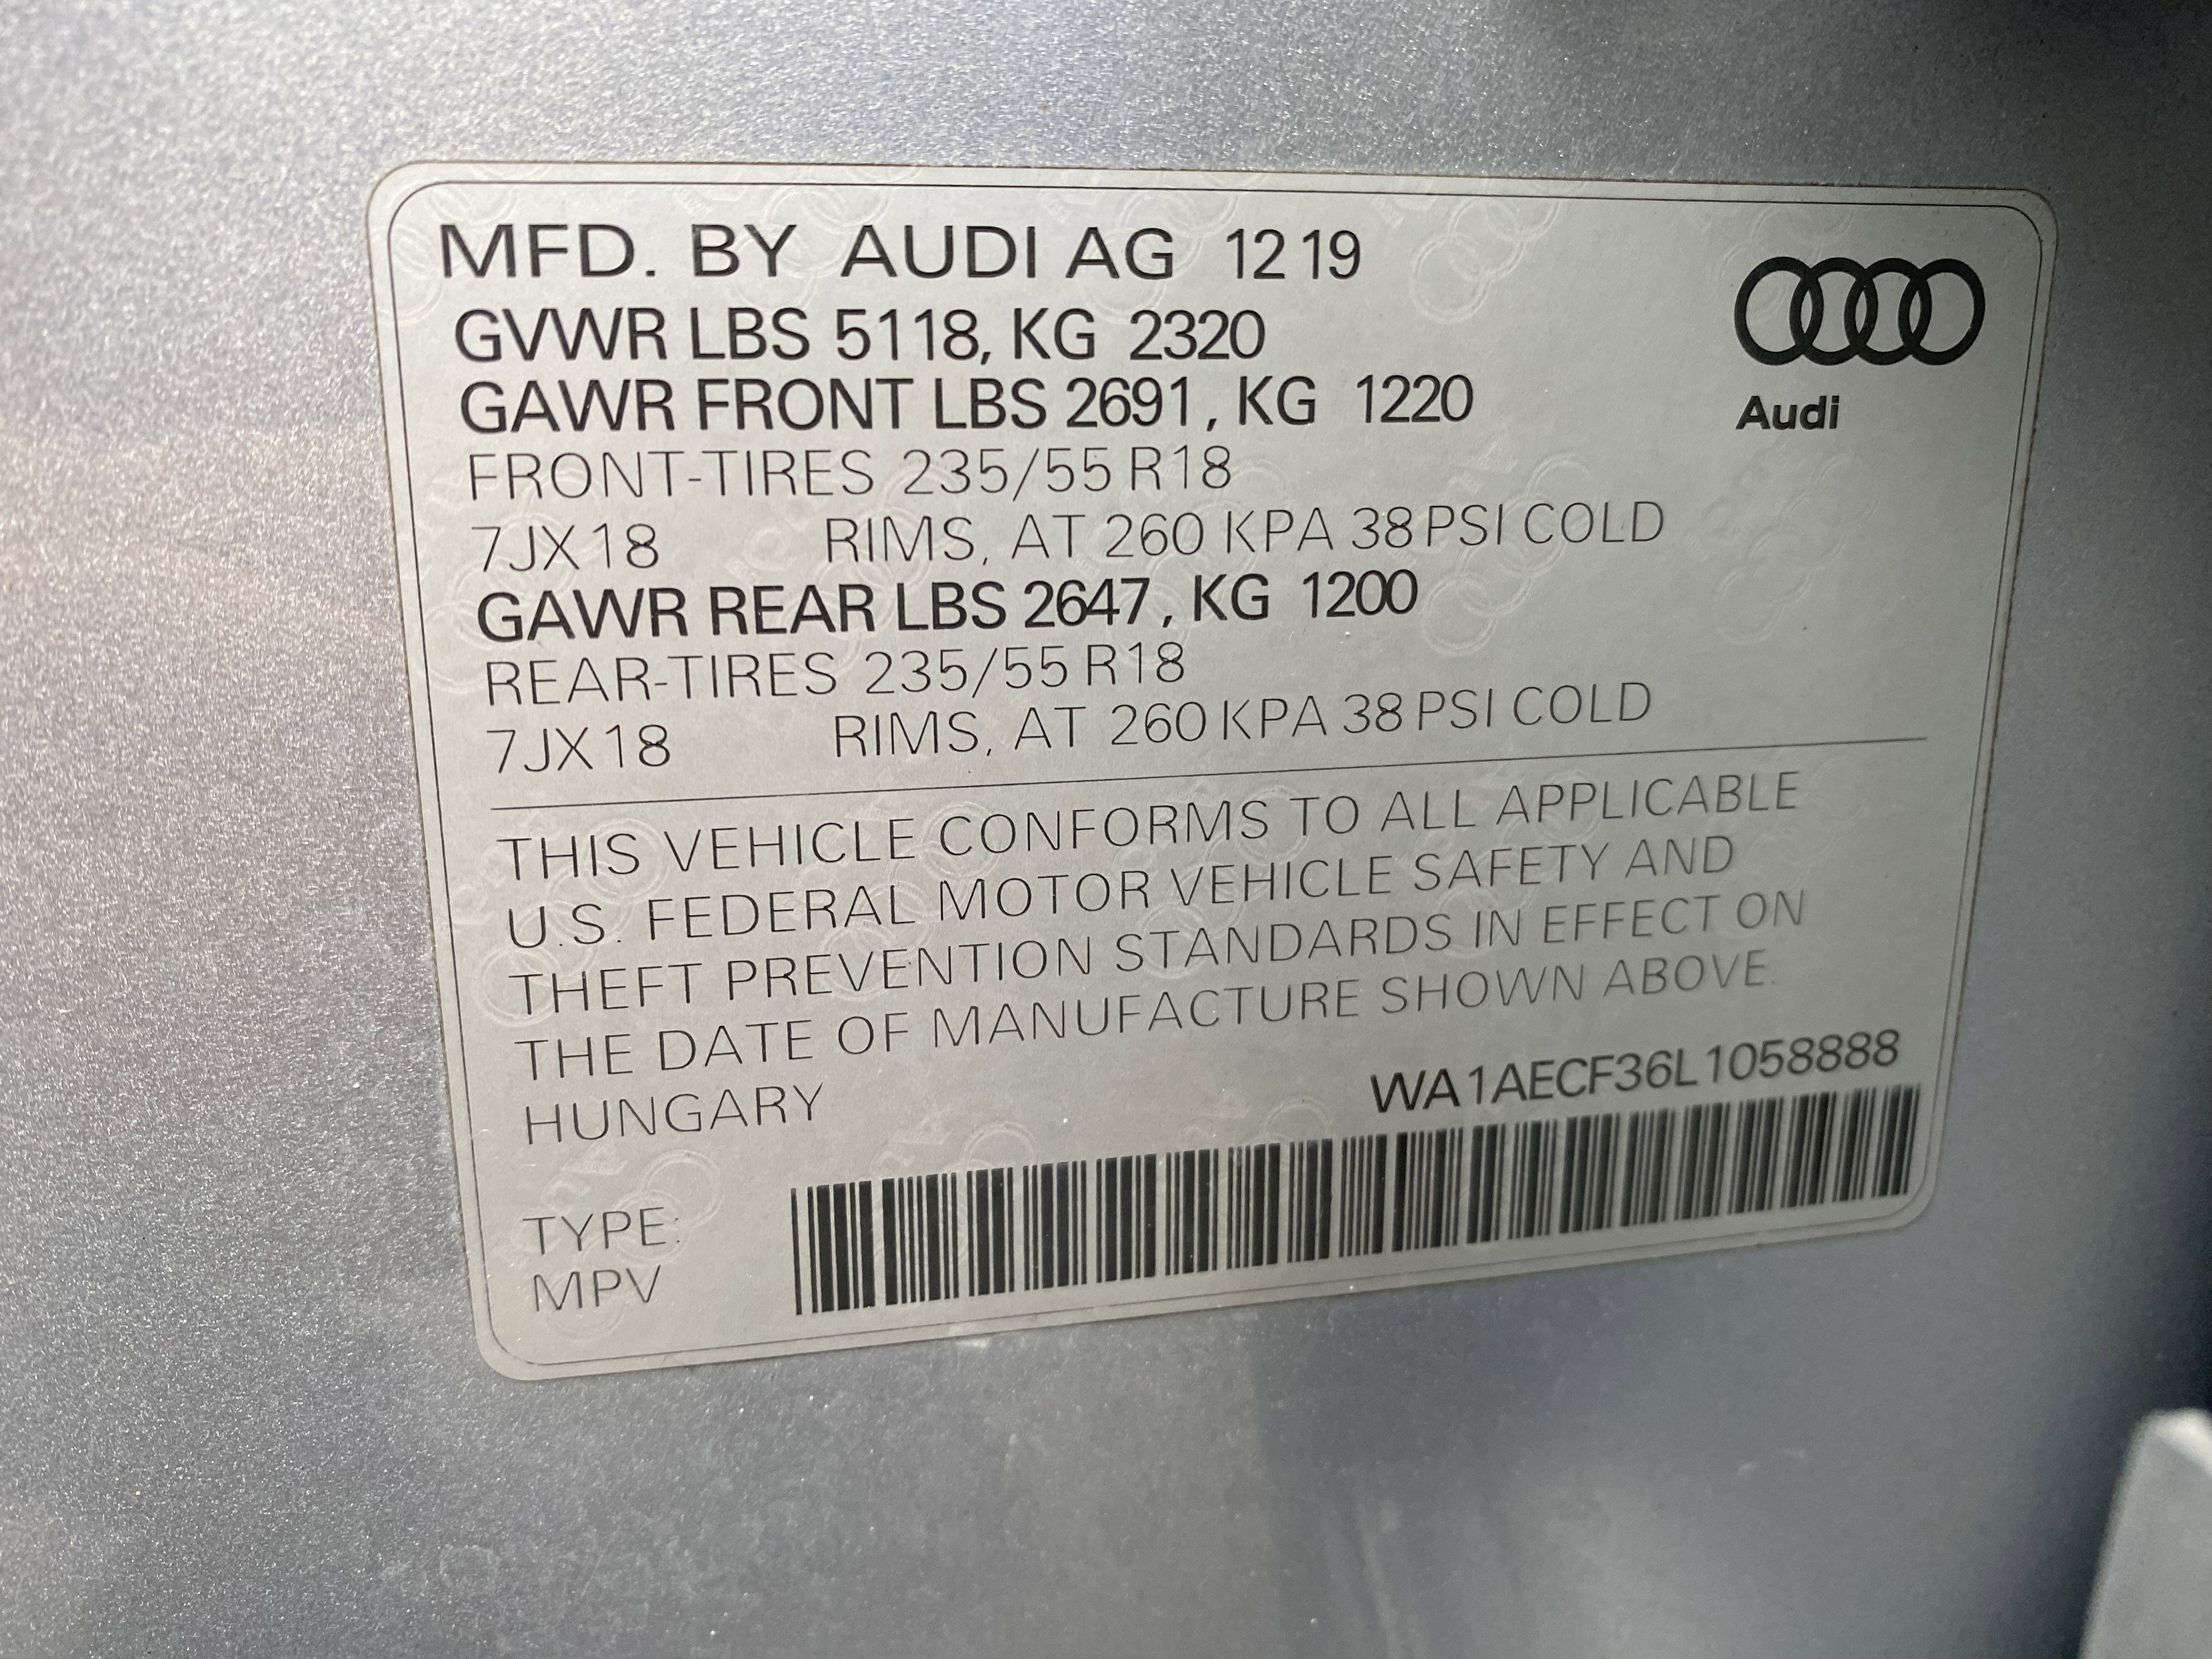 MFD. BY AUDI AG 12 19
GVWR LBS 5118, KG 2320
GAWR FRONT LBS 2691, KG 1220
FRONT-TIRES 235/55 R18
7JX18 RIMS, AT 260 KPA 38 PSI COLD
GAWR REAR LBS 2647, KG 1200
REAR-TIRES 235/55 R18
7JX18 RIMS, AT 260 KPA 38 PSI COLD
Audi
THIS VEHICLE CONFORMS TO ALL APPLICABLE
U.S. FEDERAL MOTOR VEHICLE SAFETY AND
THEFT PREVENTION STANDARDS IN EFFECT ON
THE DATE OF MANUFACTURE SHOWN ABOVE.
HUNGARY
WA1AECF36L1058888
TYPE:
MPV